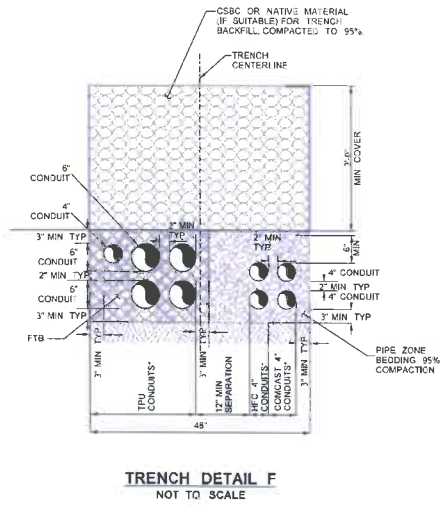 CSBC OR NATIVE MATERIAL
(IF SUITABLE) FOR TRENCH
BACKFILL, COMPACTED TO 95%.
TRENCH
CENTERLINE
3'-0"
MIN COVER
6"
CONDUIT
4"
CONDUIT
3" MIN TYP
2" MIN
TYP
2" MIN
TYP
6"
MIN
6"
CONDUIT
2" MIN TYP
6"
CONDUIT
3" MIN TYP
4" CONDUIT
2" MIN TYP
4" CONDUIT
3" MIN TYP
FTB
3" MIN TYP
3" MIN TYP
3" MIN TYP
PIPE ZONE
BEDDING 95%
COMPACTION
TPU
CONDUITS*
12" MIN
SEPARATION
HFC 4"
CONDUITS*
COMCAST 4"
CONDUITS*
48"
TRENCH DETAIL F
NOT TO SCALE